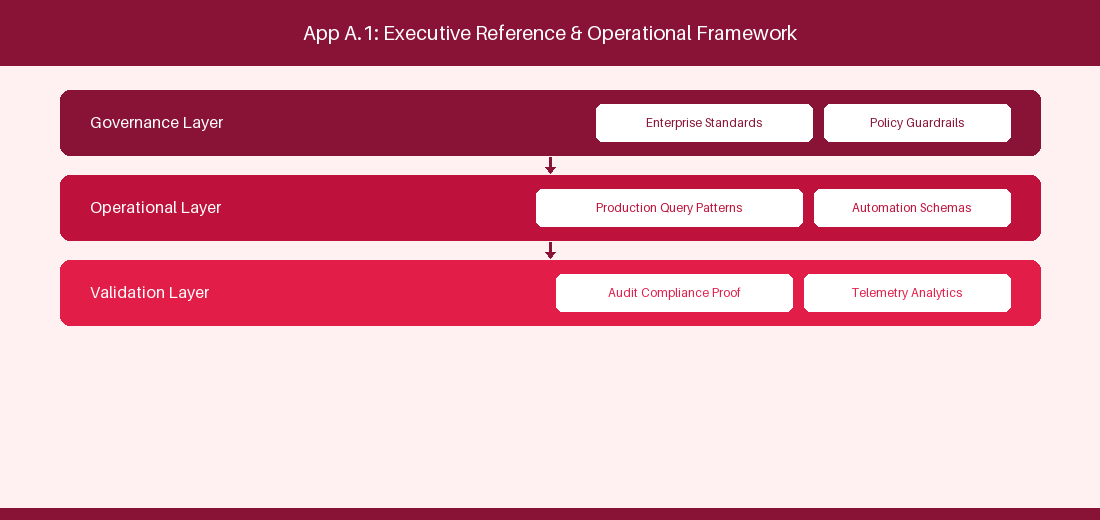 App A.1: Executive Reference & Operational Framework
Governance Layer
Enterprise Standards
Policy Guardrails
Operational Layer
Production Query Patterns
Automation Schemas
Validation Layer
Audit Compliance Proof
Telemetry Analytics